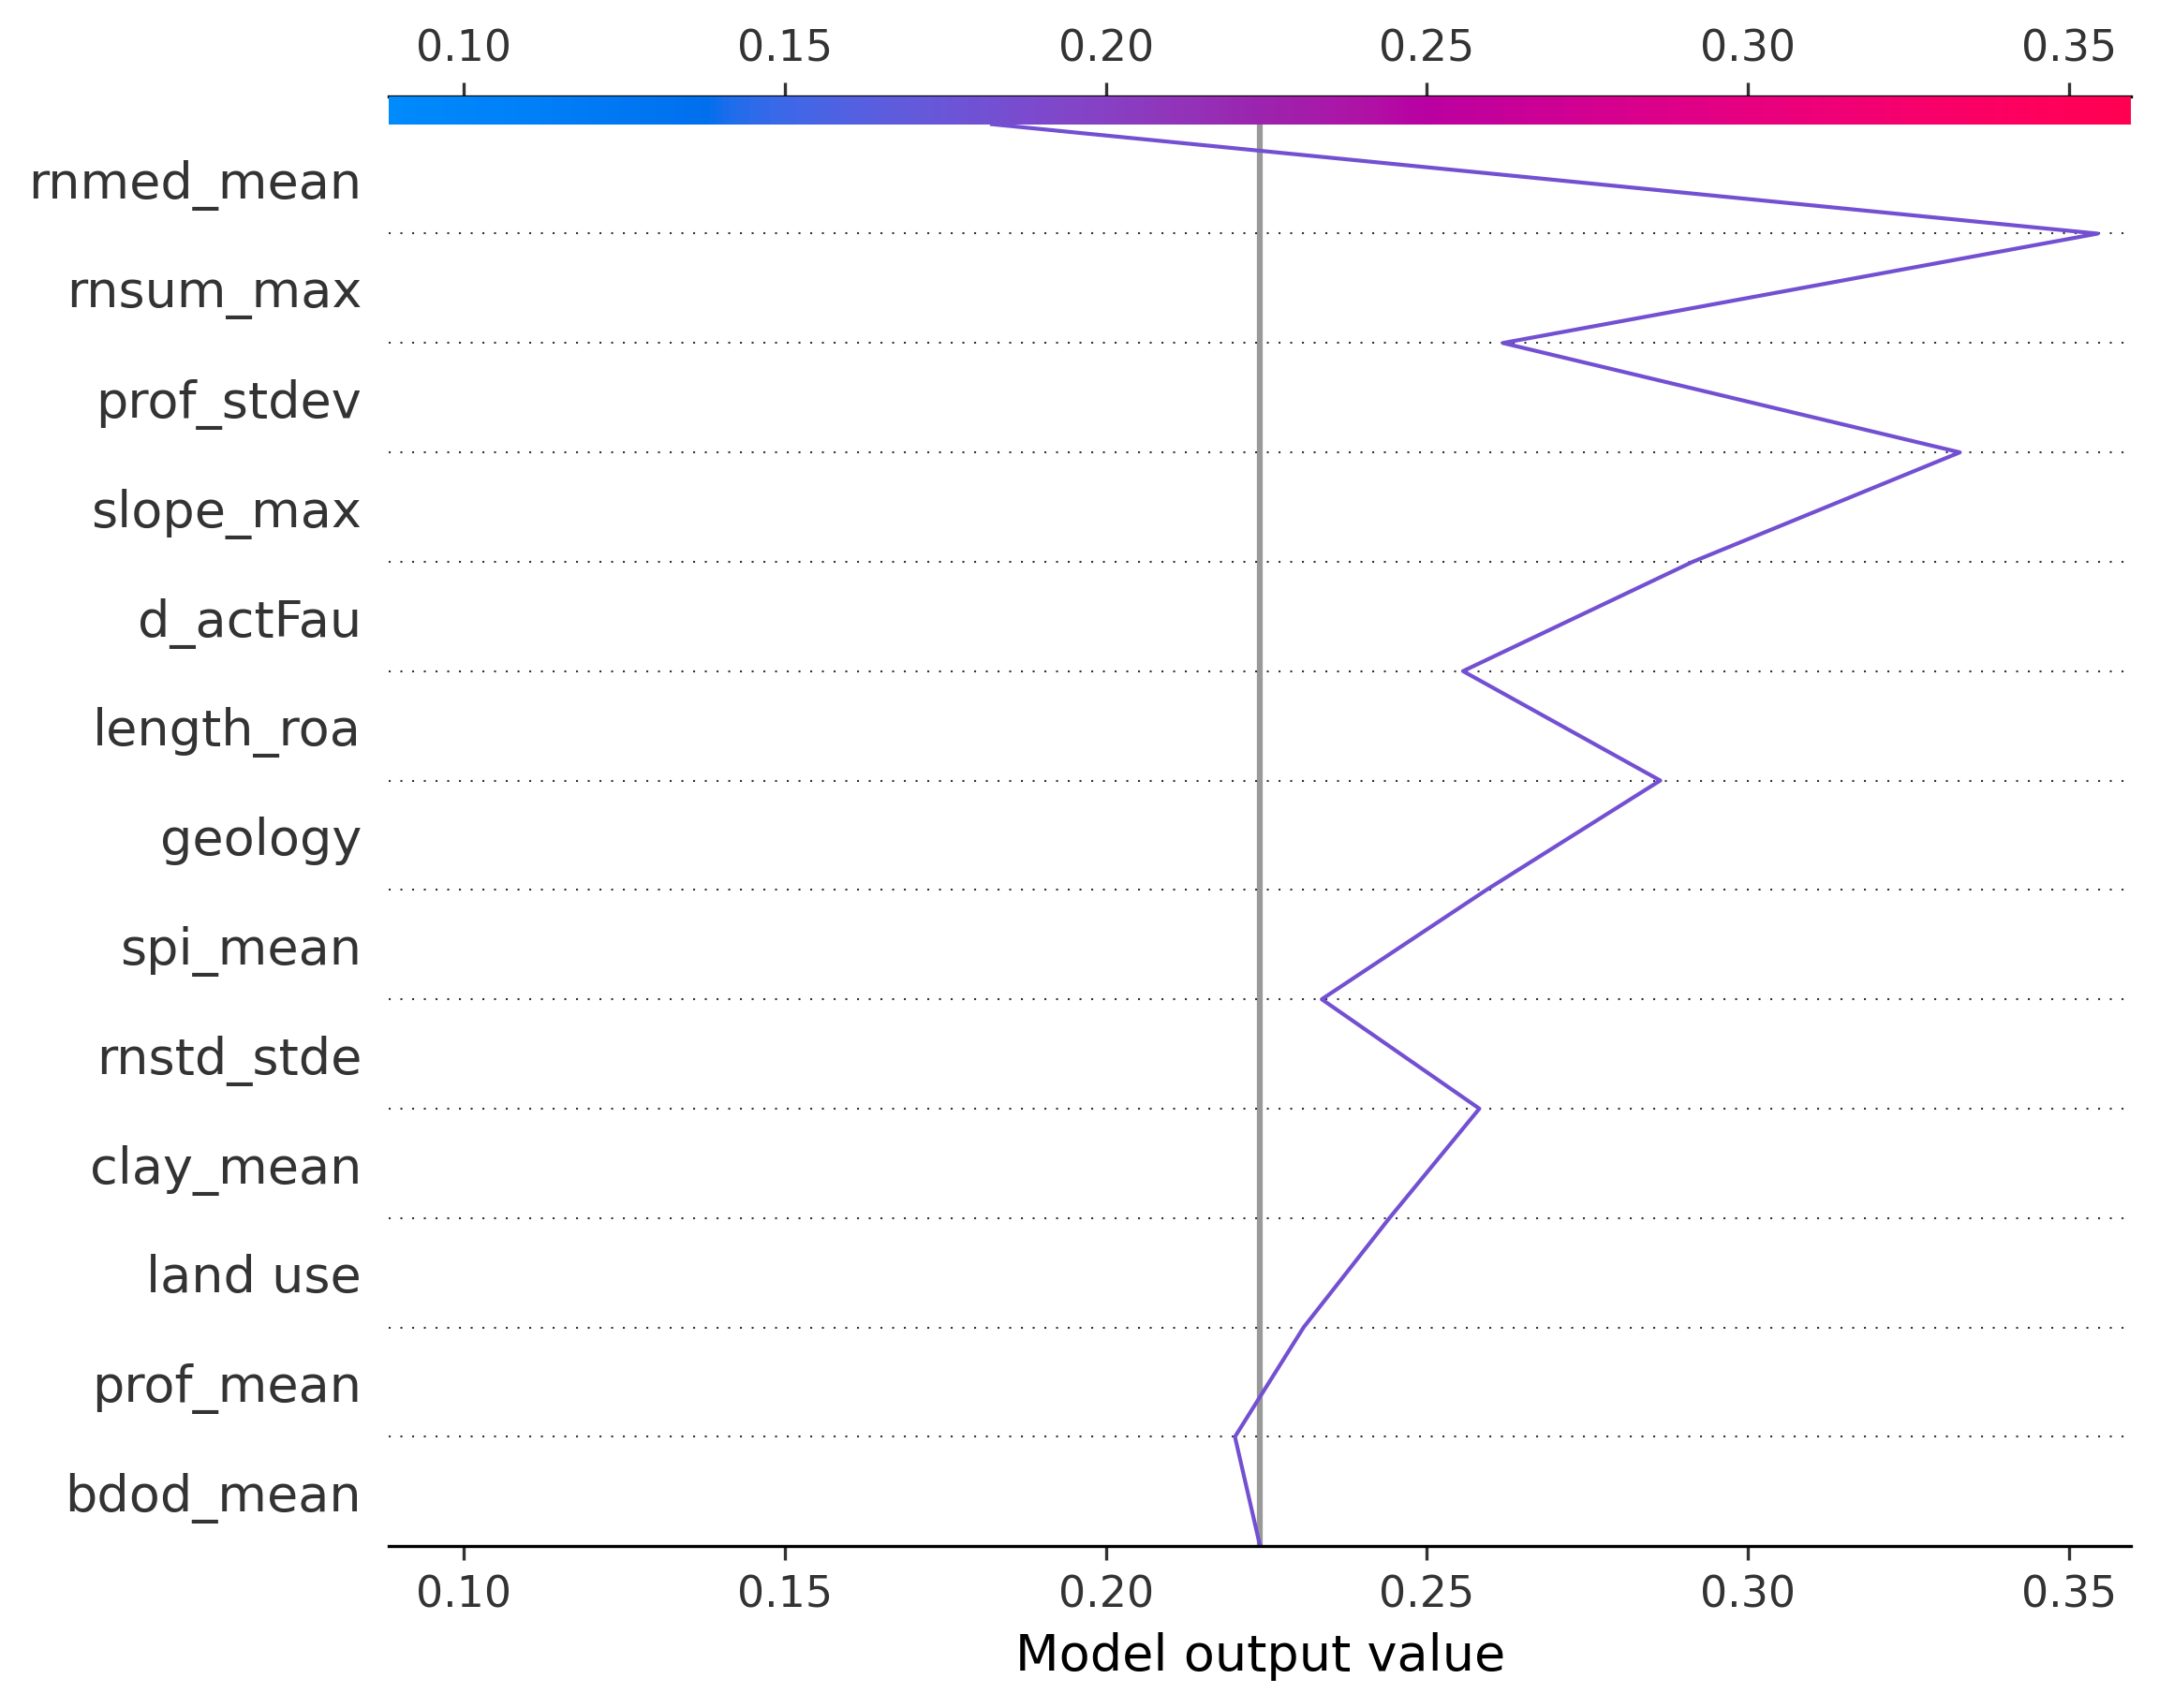 0.10 0.15 0.20 0.25 0.30 0.35
rnmed_mean
rnsum_max
prof_stdev
slope_max
d_actFau
length_roa
geology
spi_mean
rnstd_stde
clay_mean
land use
prof_mean
bdod_mean
0.10 0.15 0.20 0.25 0.30 0.35
Model output value